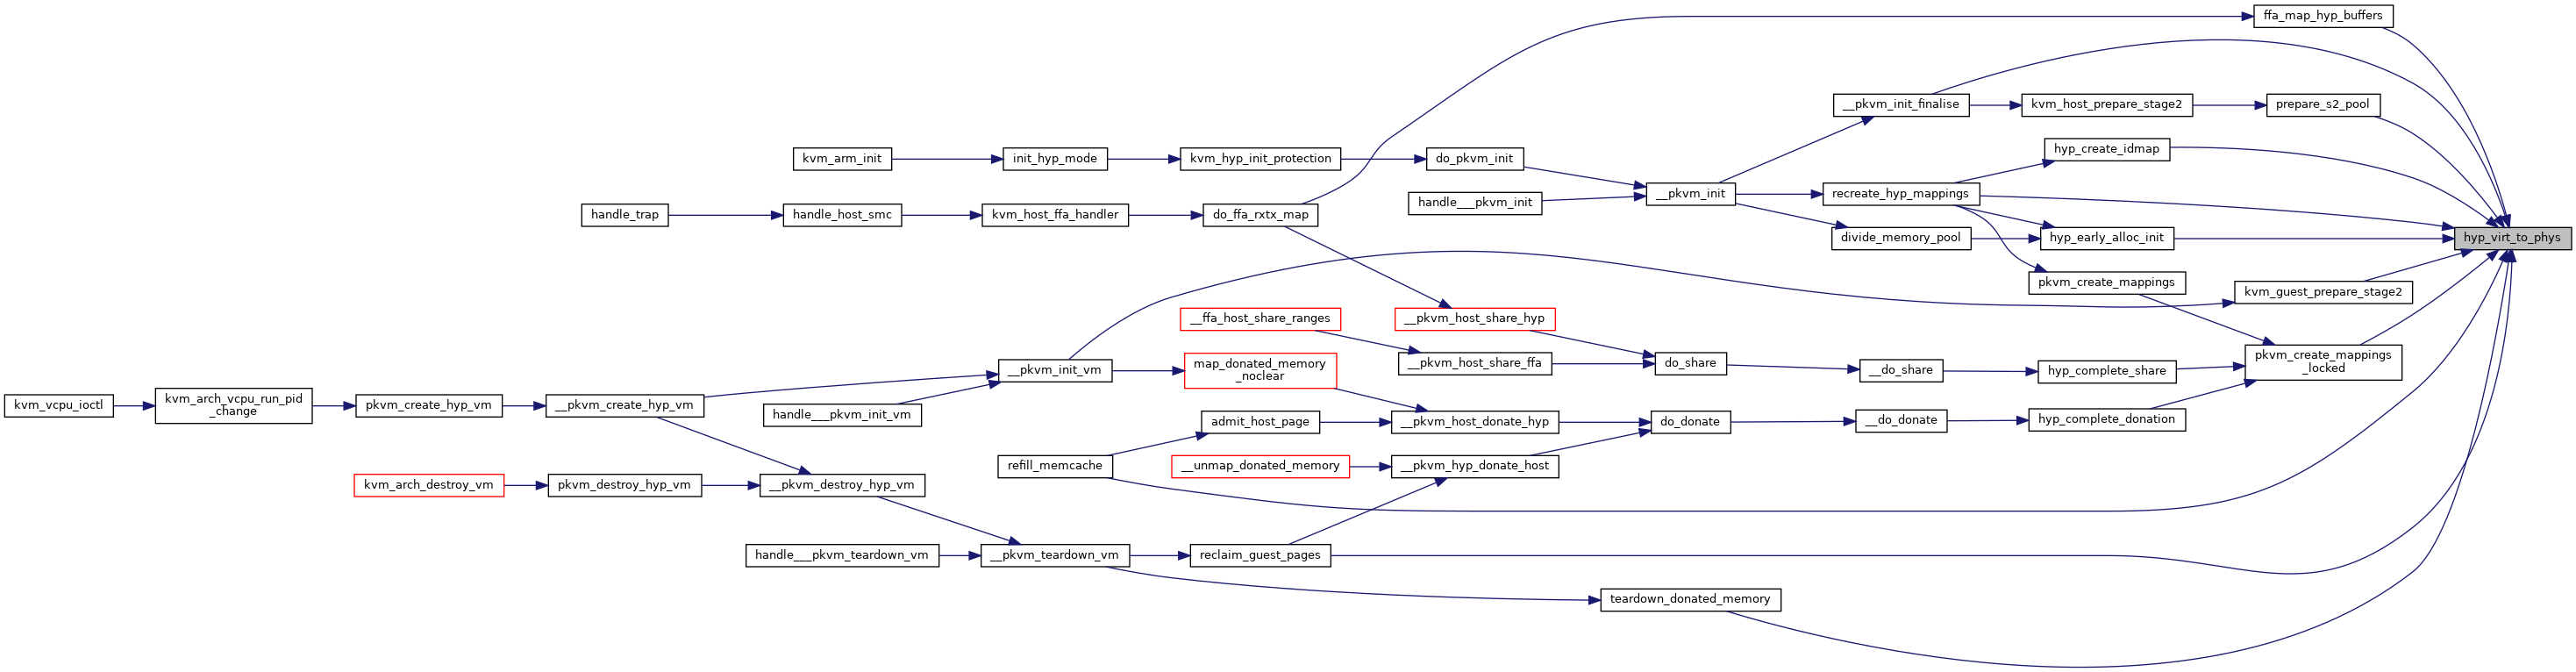 ffa_map_hyp_buffers
__pkvm_init_finalise
kvm_host_prepare_stage2
prepare_s2_pool
kvm_arm_init
init_hyp_mode
kvm_hyp_init_protection
do_pkvm_init
hyp_create_idmap
handle___pkvm_init
__pkvm_init
recreate_hyp_mappings
handle_trap
handle_host_smc
kvm_host_ffa_handler
do_ffa_rxtx_map
divide_memory_pool
hyp_early_alloc_init
hyp_virt_to_phys
pkvm_create_mappings
kvm_guest_prepare_stage2
__ffa_host_share_ranges
__pkvm_host_share_hyp
__pkvm_host_share_ffa
do_share
__do_share
hyp_complete_share
pkvm_create_mappings
_locked
__pkvm_init_vm
map_donated_memory
_noclear
kvm_vcpu_ioctl
kvm_arch_vcpu_run_pid
_change
pkvm_create_hyp_vm
__pkvm_create_hyp_vm
handle___pkvm_init_vm
admit_host_page
__pkvm_host_donate_hyp
do_donate
__do_donate
hyp_complete_donation
refill_memcache
__unmap_donated_memory
__pkvm_hyp_donate_host
kvm_arch_destroy_vm
pkvm_destroy_hyp_vm
__pkvm_destroy_hyp_vm
handle___pkvm_teardown_vm
__pkvm_teardown_vm
reclaim_guest_pages
teardown_donated_memory